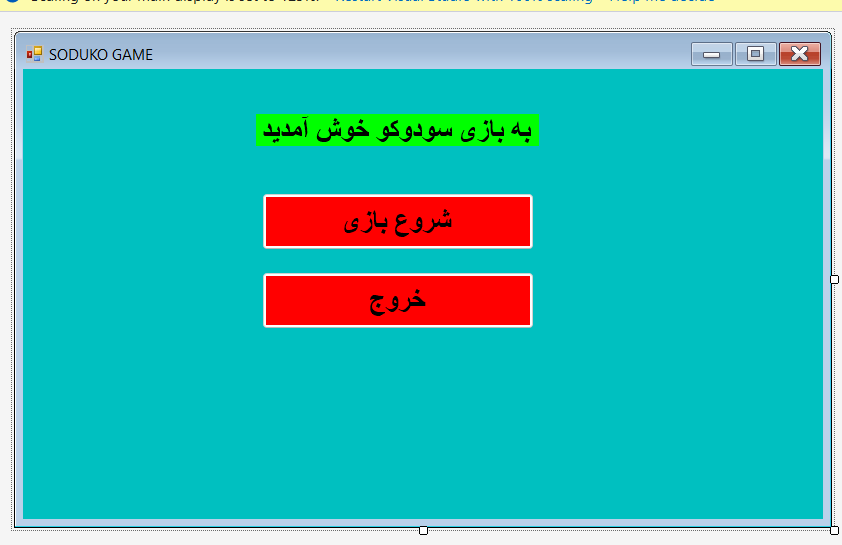 Scaling on your main display is set to 125%. Restart Visual Studio with 100% scaling Help me decide
SODUKO GAME
به بازی سودوکو خوش آمدید
شروع بازی
خروج